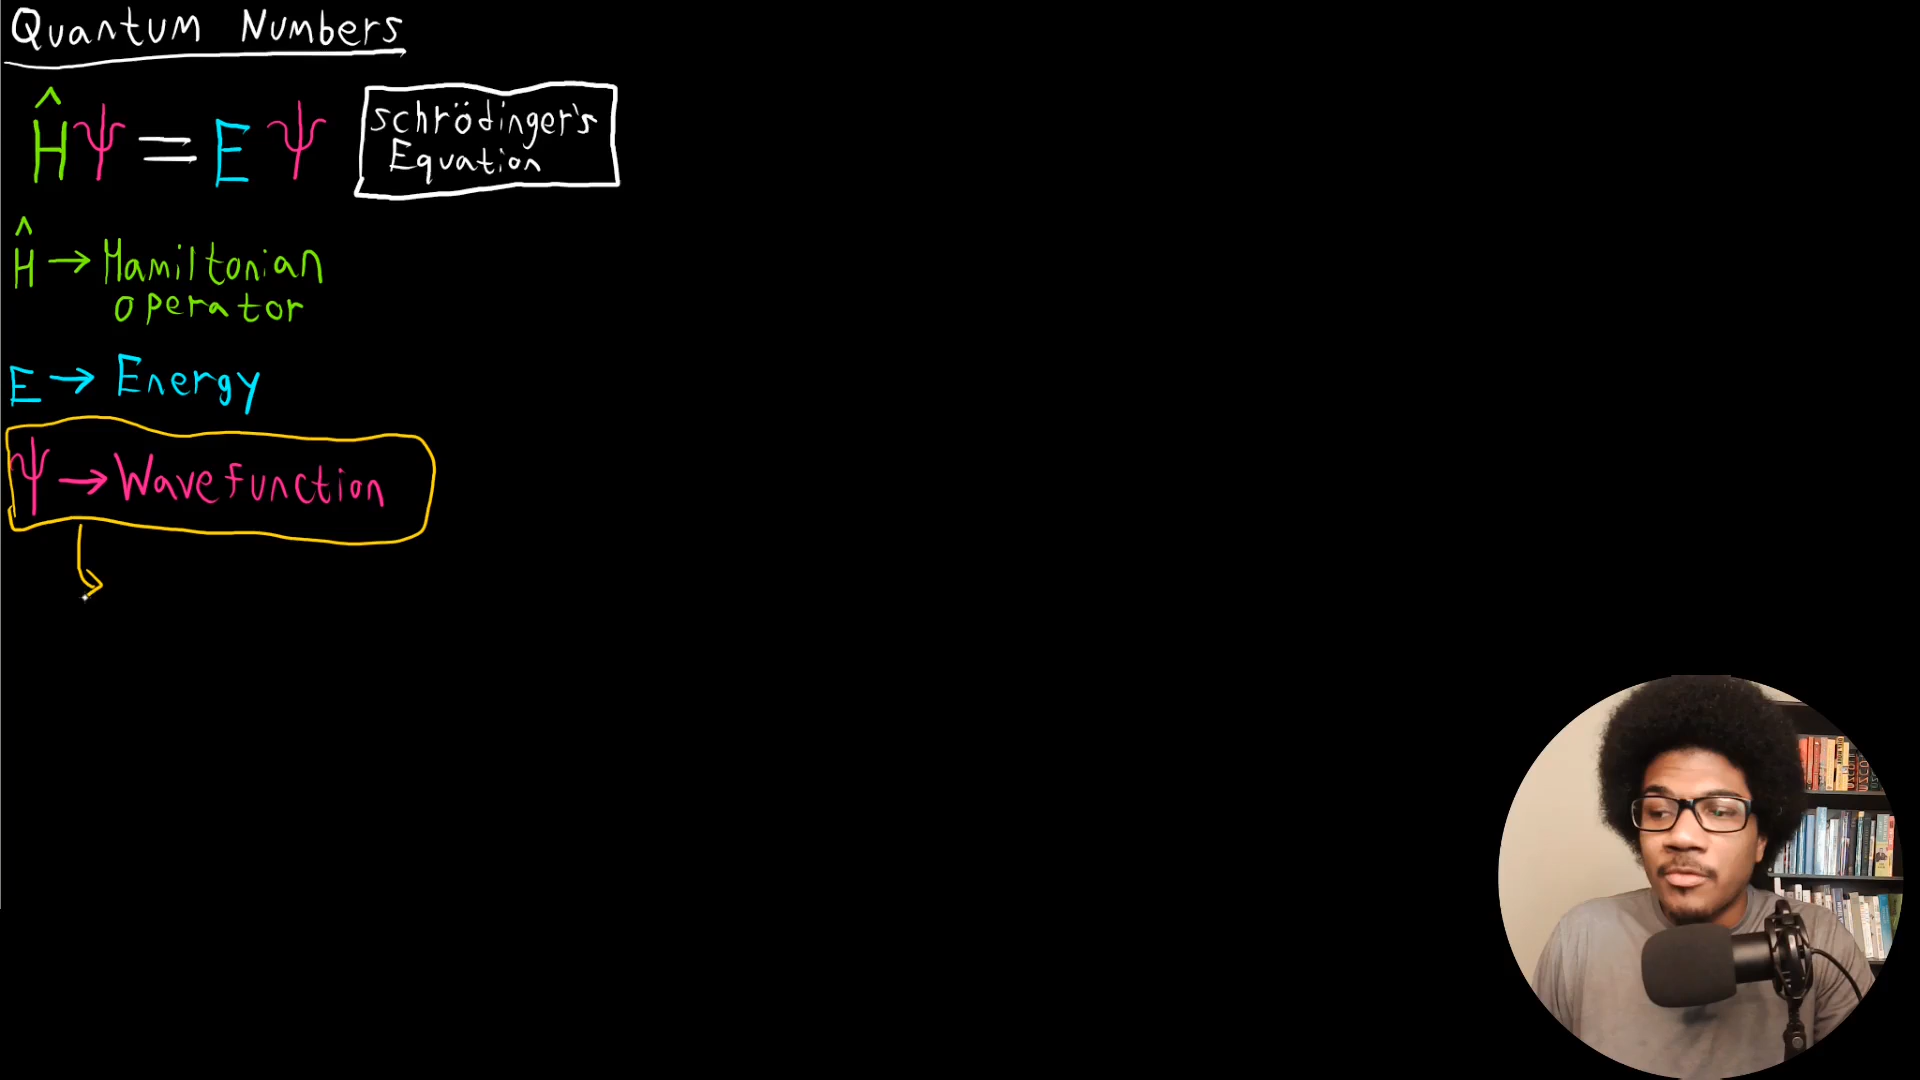 Quantum Numbers
ĤΨ = EΨ
Schrödinger's
Equation
Ĥ → Hamiltonian
operator
E → Energy
Ψ → Wavefunction